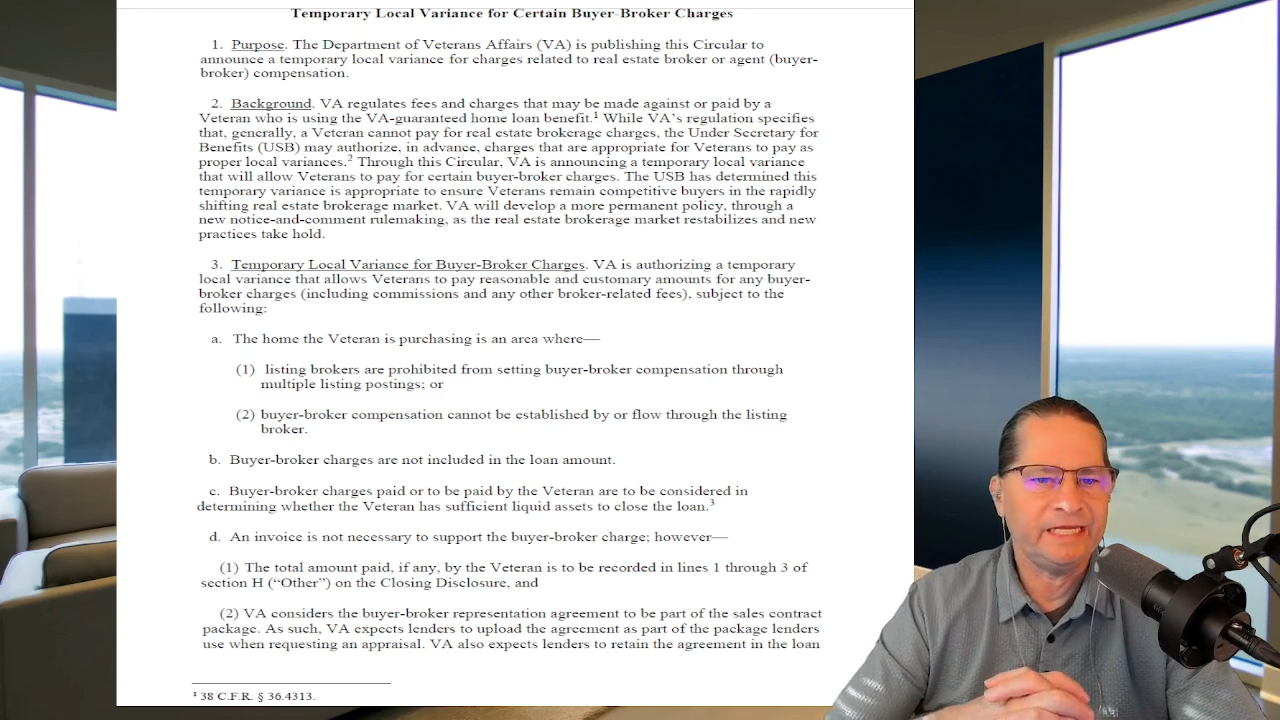 Temporary Local Variance for Certain Buyer-Broker Charges
1. Purpose. The Department of Veterans Affairs (VA) is publishing this Circular to
announce a temporary local variance for charges related to real estate broker or agent (buyer-
broker) compensation.
2. Background. VA regulates fees and charges that may be made against or paid by a
Veteran who is using the VA-guaranteed home loan benefit.1 While VA's regulation specifies
that, generally, a Veteran cannot pay for real estate brokerage charges, the Under Secretary for
Benefits (USB) may authorize, in advance, charges that are appropriate for Veterans to pay as
proper local variances.2 Through this Circular, VA is announcing a temporary local variance
that will allow Veterans to pay for certain buyer-broker charges. The USB has determined this
temporary variance is appropriate to ensure Veterans remain competitive buyers in the rapidly
shifting real estate brokerage market. VA will develop a more permanent policy, through a
new notice-and-comment rulemaking, as the real estate brokerage market restabilizes and new
practices take hold.
3. Temporary Local Variance for Buyer-Broker Charges. VA is authorizing a temporary
local variance that allows Veterans to pay reasonable and customary amounts for any buyer-
broker charges (including commissions and any other broker-related fees), subject to the
following:
a. The home the Veteran is purchasing is an area where—
(1) listing brokers are prohibited from setting buyer-broker compensation through
multiple listing postings; or
(2) buyer-broker compensation cannot be established by or flow through the listing
broker.
b. Buyer-broker charges are not included in the loan amount.
c. Buyer-broker charges paid or to be paid by the Veteran are to be considered in
determining whether the Veteran has sufficient liquid assets to close the loan.3
d. An invoice is not necessary to support the buyer-broker charge; however—
(1) The total amount paid, if any, by the Veteran is to be recorded in lines 1 through 3 of
section H ("Other") on the Closing Disclosure, and
(2) VA considers the buyer-broker representation agreement to be part of the sales contract
package. As such, VA expects lenders to upload the agreement as part of the package lenders
use when requesting an appraisal. VA also expects lenders to retain the agreement in the loan
1 38 C.F.R. § 36.4313.